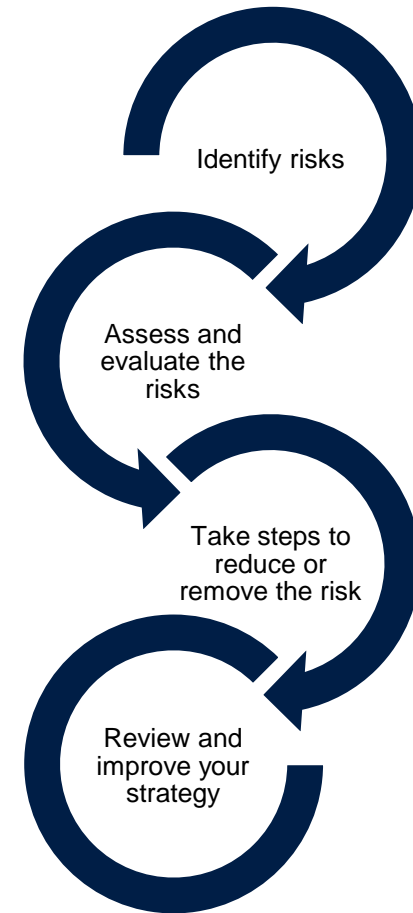 Identify risks
Assess and
evaluate the
risks
Take steps to
reduce or
remove the risk
Review and
improve your
strategy